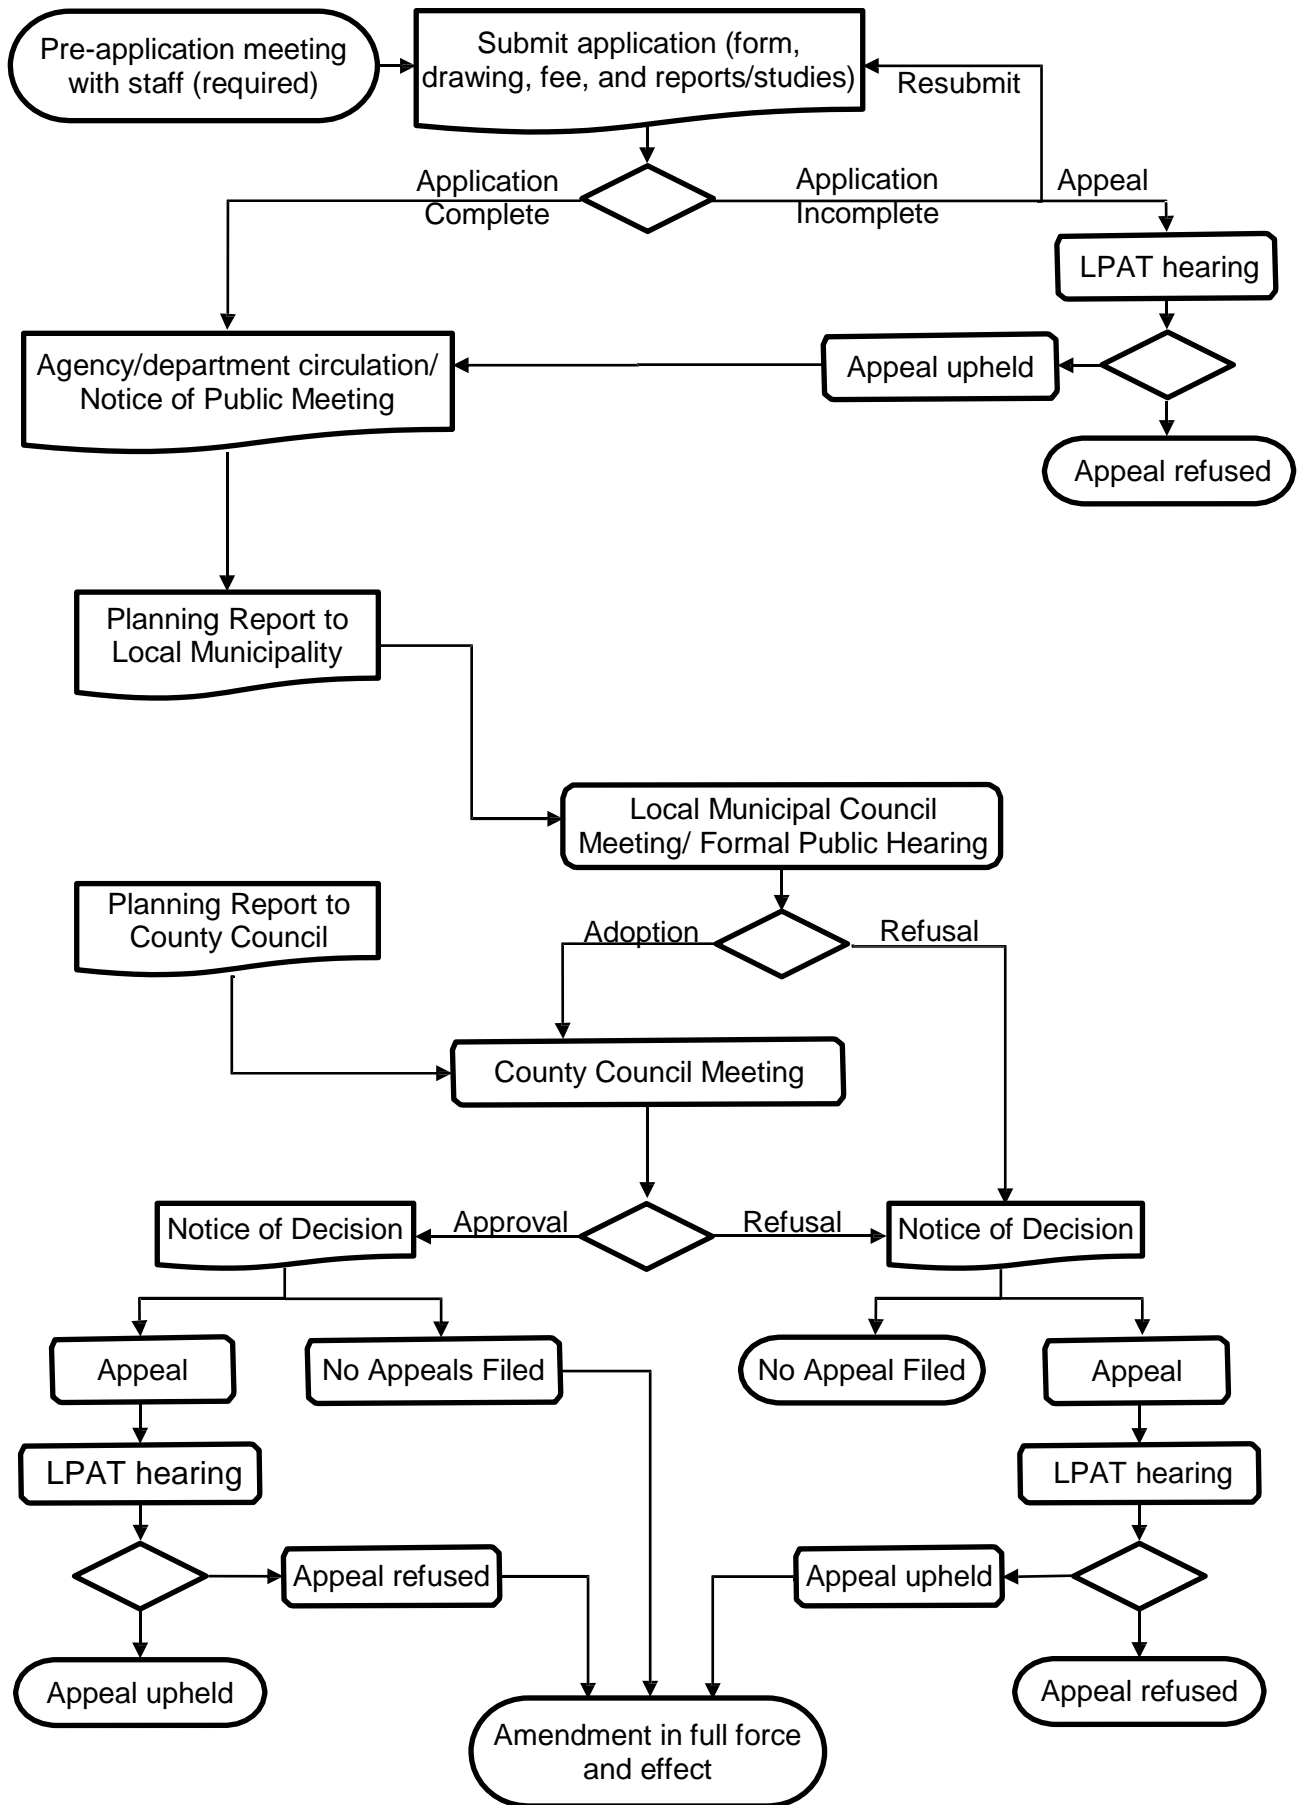 Pre-application meeting
with staff (required)
Submit application (form,
drawing, fee, and reports/studies)
Resubmit
Application
Complete
Application
Incomplete
Appeal
LPAT hearing
Agency/department circulation/
Notice of Public Meeting
Appeal upheld
Appeal refused
Planning Report to
Local Municipality
Local Municipal Council
Meeting/ Formal Public Hearing
Planning Report to
County Council
Adoption
Refusal
County Council Meeting
Notice of Decision
Approval
Refusal
Notice of Decision
Appeal
No Appeals Filed
No Appeal Filed
Appeal
LPAT hearing
LPAT hearing
Appeal refused
Appeal upheld
Appeal upheld
Appeal refused
Amendment in full force
and effect